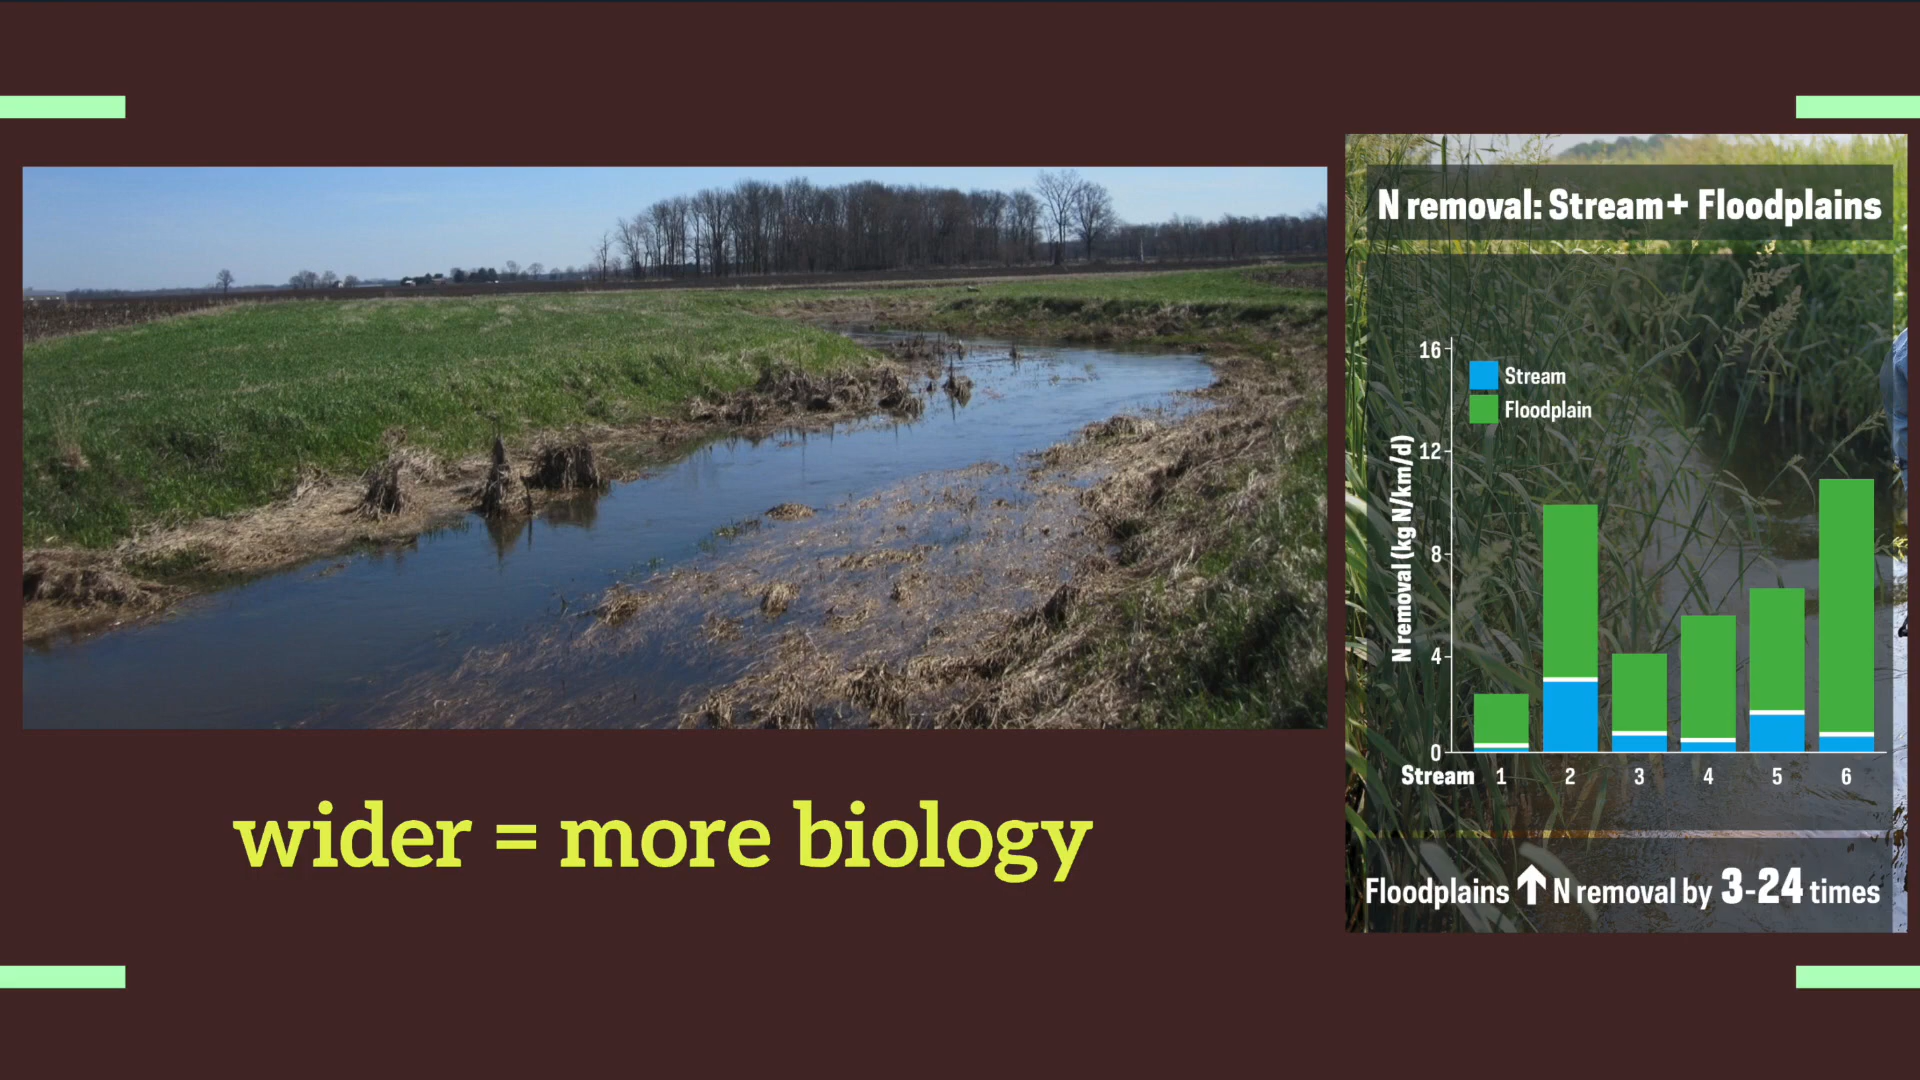 wider = more biology
N removal: Stream+ Floodplains
16
12
8
4
0
N removal (kg N/km/d)
Stream
Floodplain
Stream 1 2 3 4 5 6
Floodplains ↑ N removal by 3-24 times